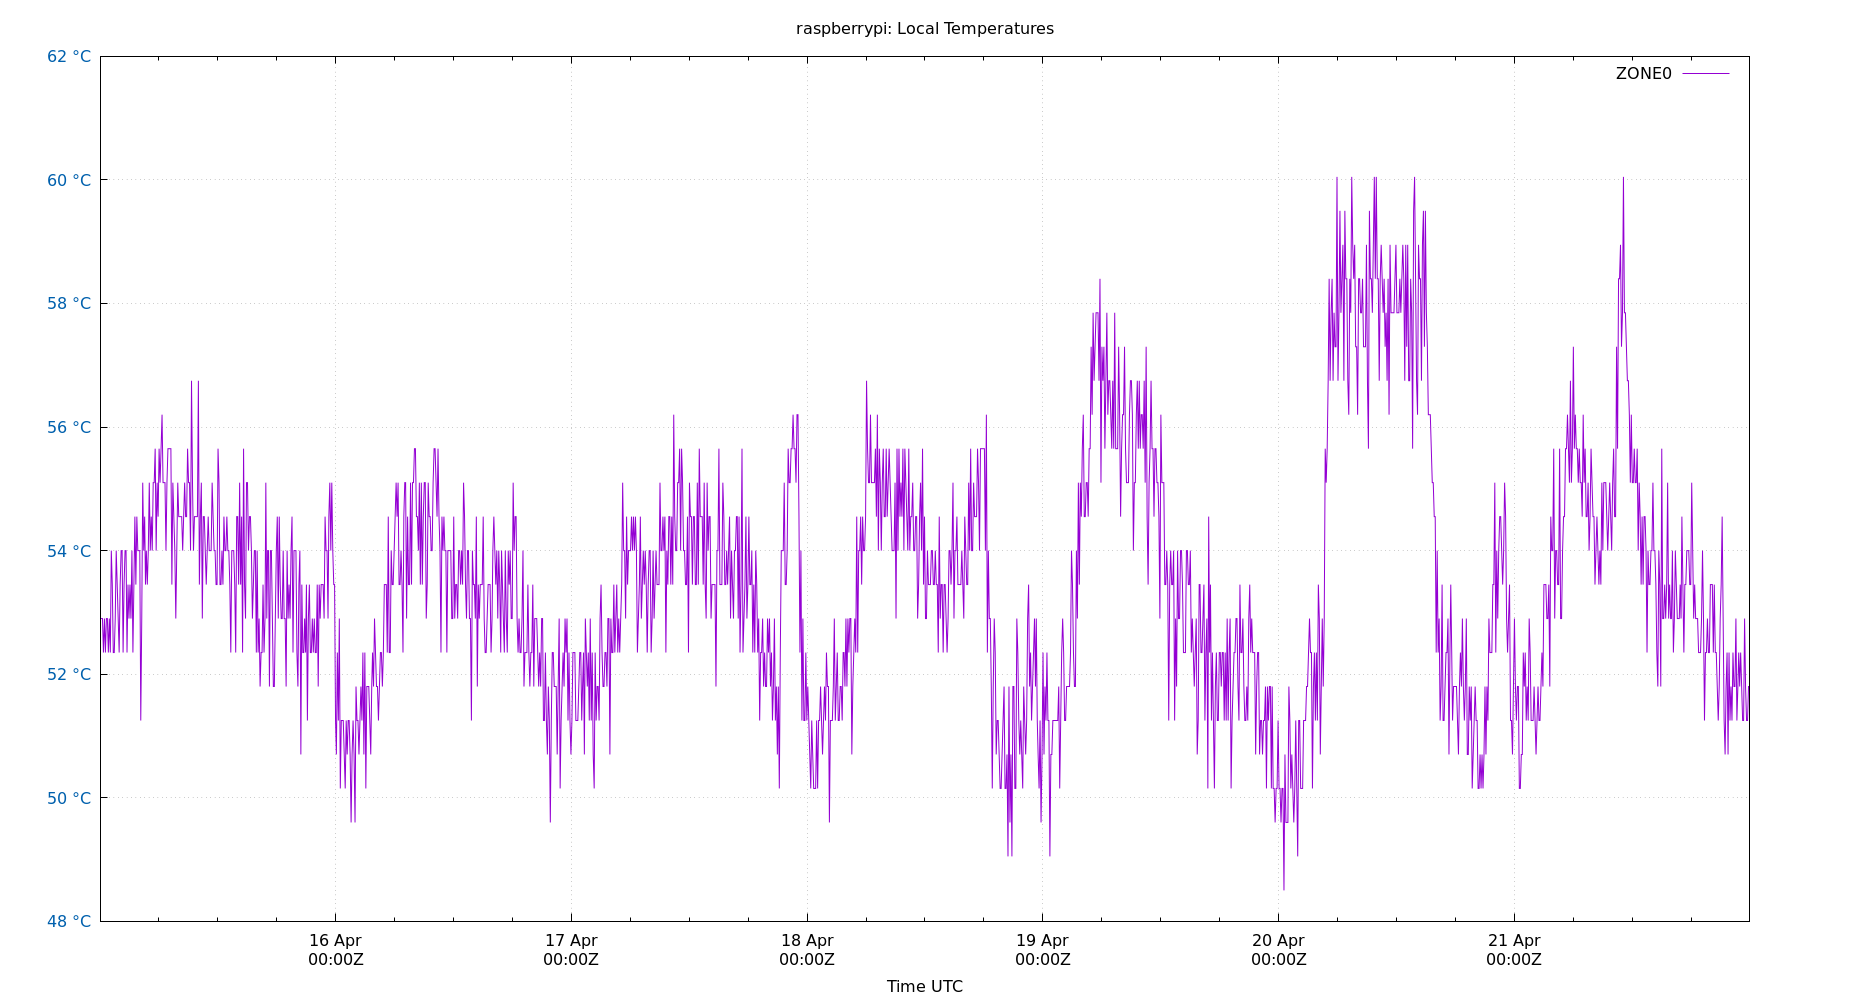 raspberrypi: Local Temperatures
62 °C
ZONE0
60 °C
58 °C
56 °C
54 °C
52 °C
50 °C
48 °C
16 Apr 17 Apr 18 Apr 19 Apr 20 Apr 21 Apr
00:00Z 00:00Z 00:00Z 00:00Z 00:00Z 00:00Z
Time UTC